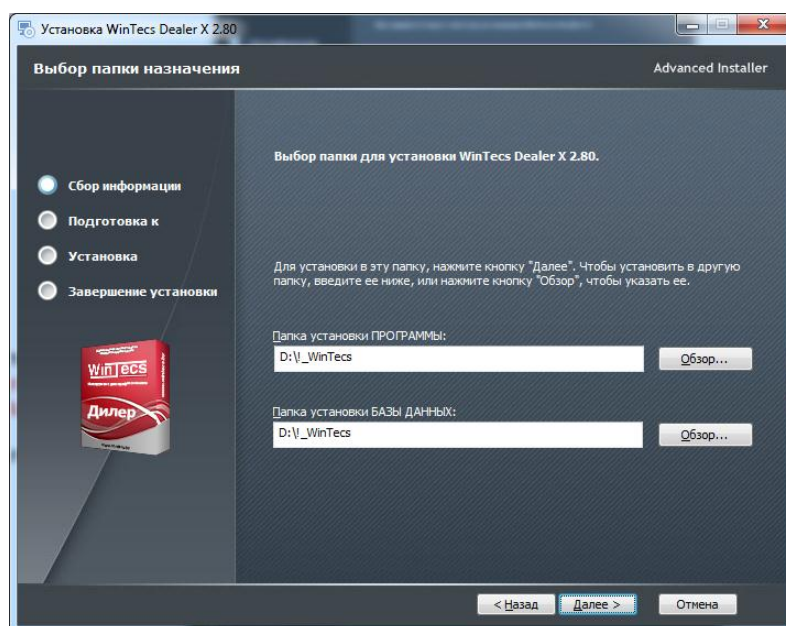 Установка WinTecs Dealer X 2.80
Выбор папки назначения
Advanced Installer
Выбор папки для установки WinTecs Dealer X 2.80.
Сбор информации
Подготовка к
Установка
Завершение установки
Для установки в эту папку, нажмите кнопку "Далее". Чтобы установить в другую
папку, введите ее ниже, или нажмите кнопку "Обзор", чтобы указать ее.
Папка установки ПРОГРАММЫ:
D:\!_WinTecs
Обзор...
Папка установки БАЗЫ ДАННЫХ:
D:\!_WinTecs
Обзор...
WinTecs
Дилер
< Назад
Далее >
Отмена